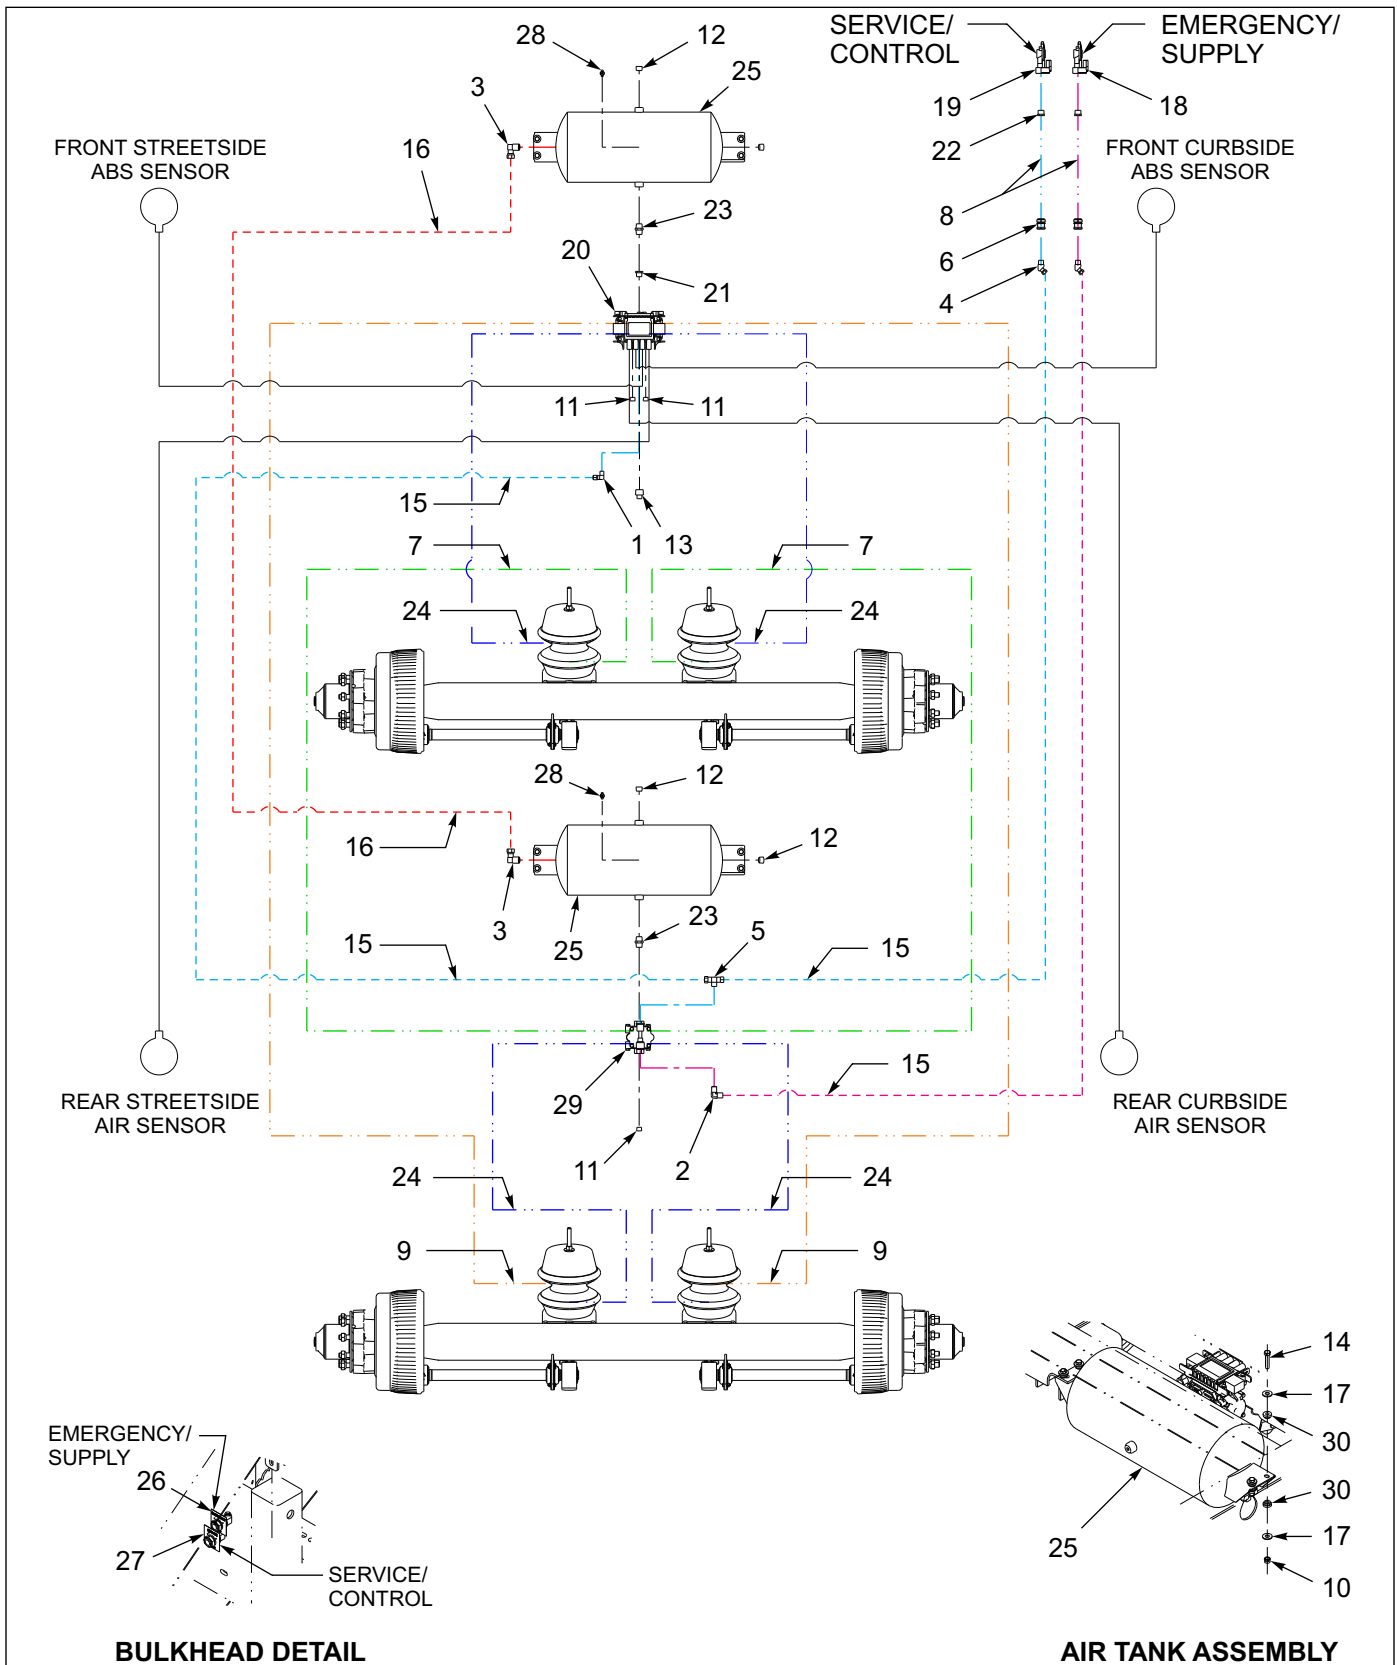 SERVICE/
CONTROL
EMERGENCY/
SUPPLY
28
12
25
3
19
18
22
FRONT STREETSIDE
ABS SENSOR
16
FRONT CURBSIDE
ABS SENSOR
23
8
20
6
21
4
11
11
15
1
13
7
7
24
24
28
12
12
16
3
25
23
5
15
15
29
15
REAR STREETSIDE
AIR SENSOR
REAR CURBSIDE
AIR SENSOR
11
2
24
24
9
9
14
17
30
30
17
10
25
EMERGENCY/
SUPPLY
26
27
SERVICE/
CONTROL
BULKHEAD DETAIL
AIR TANK ASSEMBLY